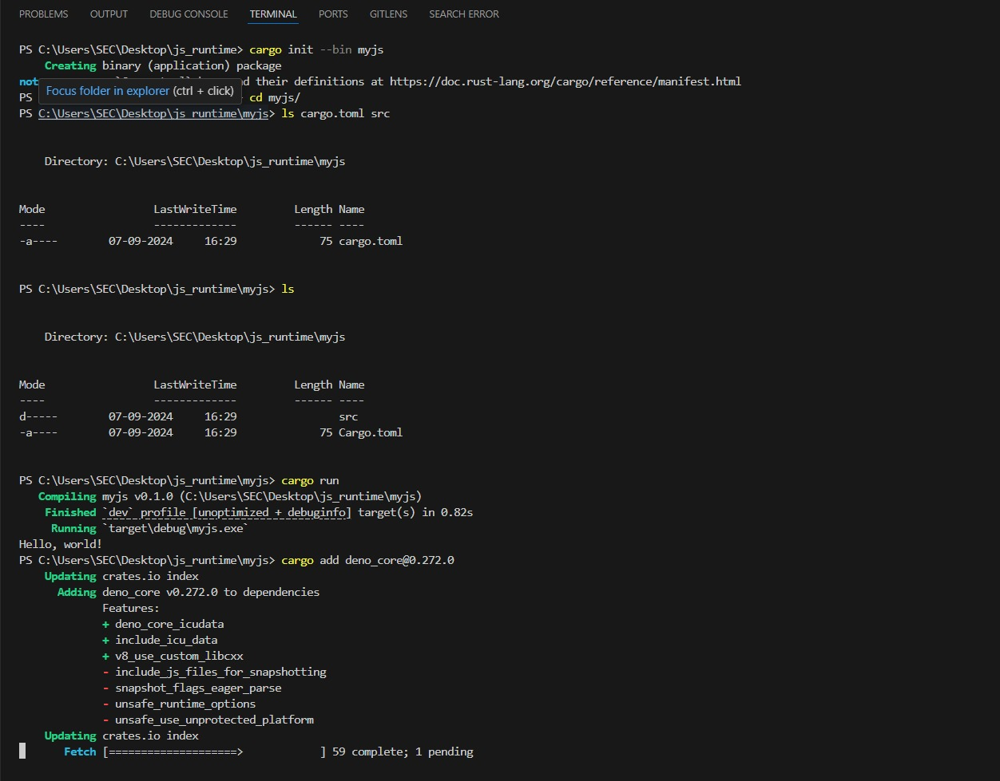 PROBLEMS OUTPUT DEBUG CONSOLE TERMINAL PORTS GITLENS SEARCH ERROR
PS C:\Users\SEC\Desktop\js_runtime> cargo init --bin myjs
Creating binary (application) package
not d their definitions at https://doc.rust-lang.org/cargo/reference/manifest.html
Focus folder in explorer (ctrl + click)
PS cd myjs/
PS C:\Users\SEC\Desktop\js_runtime\myjs> ls cargo.toml src
Directory: C:\Users\SEC\Desktop\js_runtime\myjs
Mode LastWriteTime Length Name
---- ------------- ------ ----
-a---- 07-09-2024 16:29 75 cargo.toml
PS C:\Users\SEC\Desktop\js_runtime\myjs> ls
Directory: C:\Users\SEC\Desktop\js_runtime\myjs
Mode LastWriteTime Length Name
---- ------------- ------ ----
d----- 07-09-2024 16:29 src
-a---- 07-09-2024 16:29 75 Cargo.toml
PS C:\Users\SEC\Desktop\js_runtime\myjs> cargo run
Compiling myjs v0.1.0 (C:\Users\SEC\Desktop\js_runtime\myjs)
Finished `dev` profile [unoptimized + debuginfo] target(s) in 0.82s
Running `target\debug\myjs.exe`
Hello, world!
PS C:\Users\SEC\Desktop\js_runtime\myjs> cargo add deno_core@0.272.0
Updating crates.io index
Adding deno_core v0.272.0 to dependencies
Features:
+ deno_core_icudata
+ include_icu_data
+ v8_use_custom_libcxx
- include_js_files_for_snapshotting
- snapshot_flags_eager_parse
- unsafe_runtime_options
- unsafe_use_unprotected_platform
Updating crates.io index
Fetch [====================> ] 59 complete; 1 pending